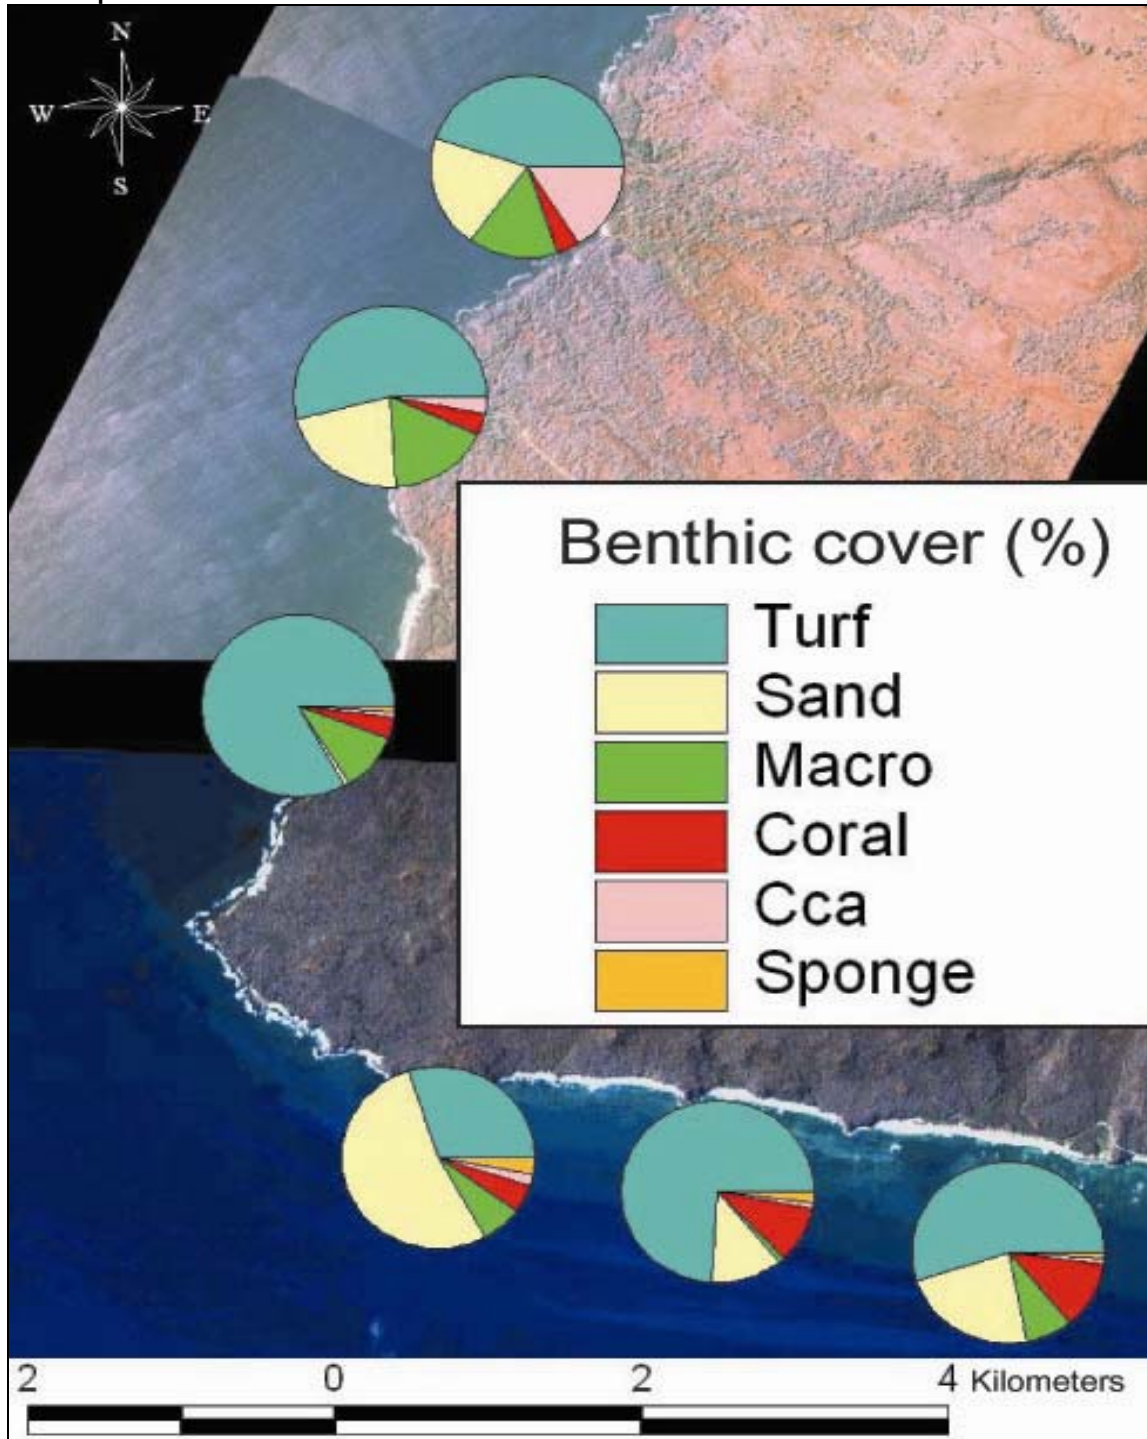 N
W E
S
Benthic cover (%)
Turf
Sand
Macro
Coral
Cca
Sponge
2 0 2 4 Kilometers